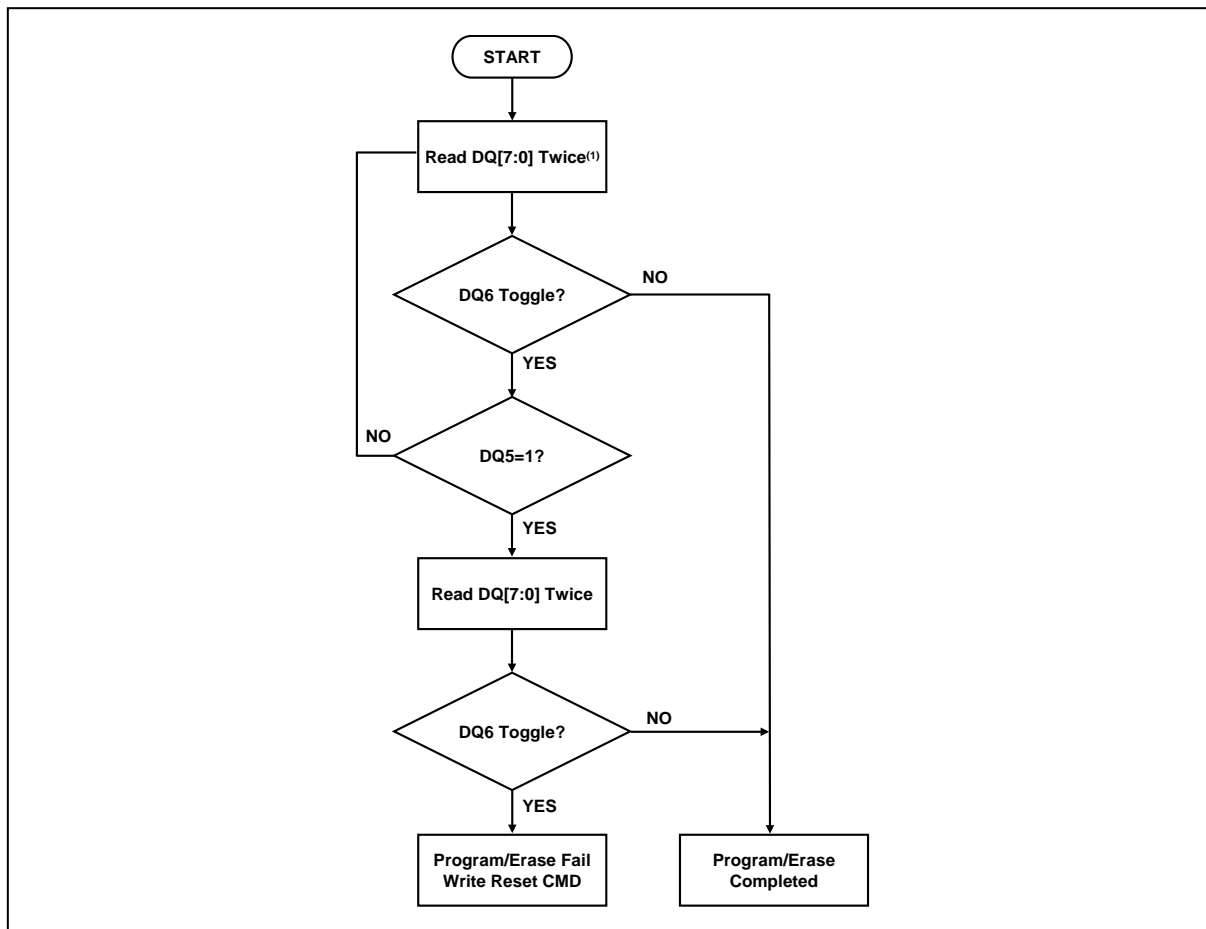 START
Read DQ[7:0] Twice(1)
DQ6 Toggle?
NO
YES
NO
DQ5=1?
YES
Read DQ[7:0] Twice
DQ6 Toggle?
NO
YES
Program/Erase Fail
Write Reset CMD
Program/Erase
Completed